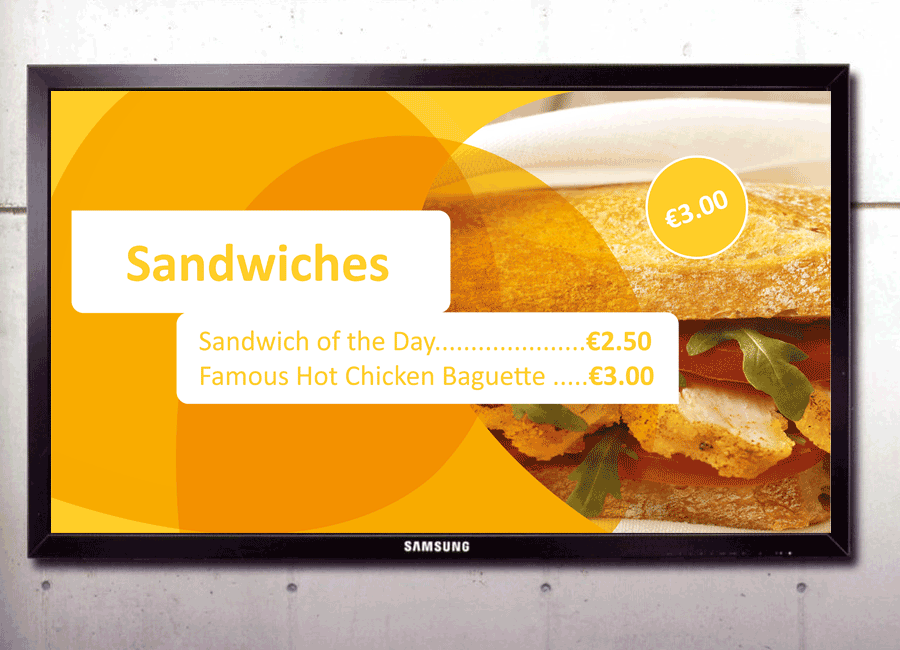 €3.00
Sandwiches
Sandwich of the Day.....................€2.50
Famous Hot Chicken Baguette .....€3.00
SAMSUNG